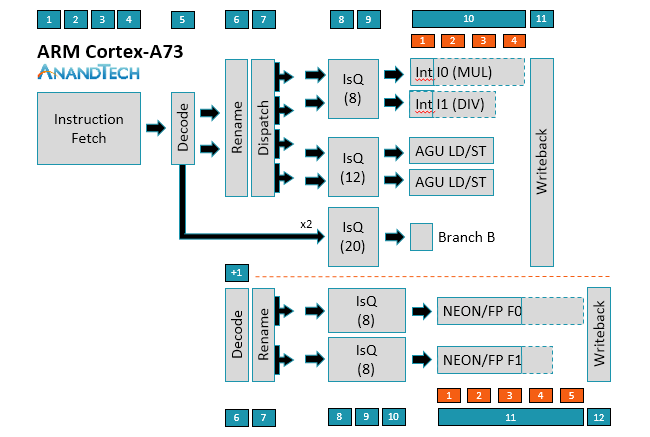 1 2 3 4 5 6 7 8 9 10 11
1 2 3 4
ARM Cortex-A73
ANANDTECH
Instruction
Fetch
Decode
Rename
Dispatch
IsQ
(8)
Int I0 (MUL)
Int I1 (DIV)
IsQ
(12)
AGU LD/ST
AGU LD/ST
x2
IsQ
(20)
Branch B
Writeback
+1
Decode
Rename
IsQ
(8)
NEON/FP F0
IsQ
(8)
NEON/FP F1
Writeback
1 2 3 4 5
6 7 8 9 10 11 12